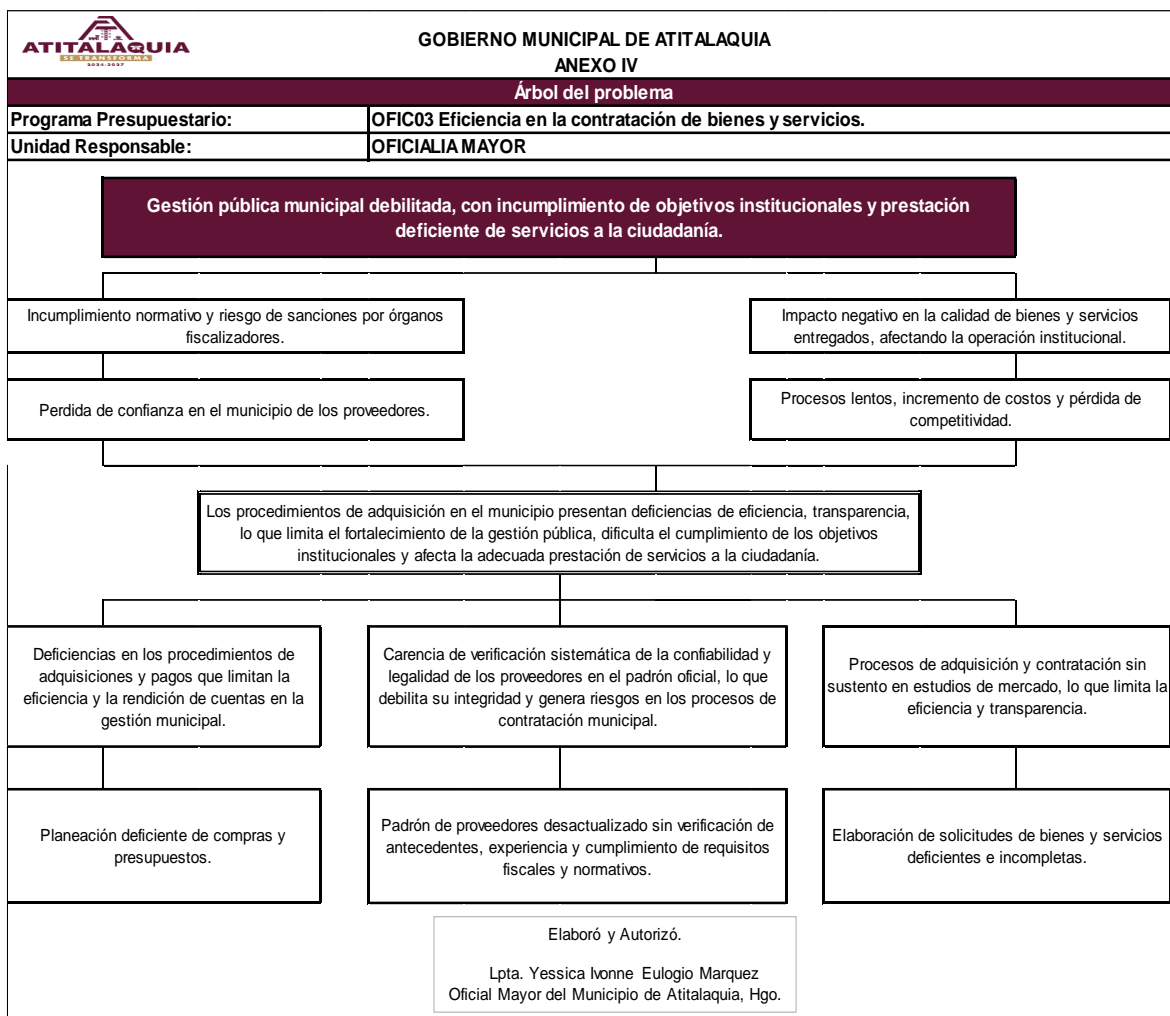 ATITALAQUIA
SE TRANSFORMA
2024-2027
GOBIERNO MUNICIPAL DE ATITALAQUIA
ANEXO IV
Árbol del problema
Programa Presupuestario: OFIC03 Eficiencia en la contratación de bienes y servicios.
Unidad Responsable: OFICIALIA MAYOR
Gestión pública municipal debilitada, con incumplimiento de objetivos institucionales y prestación
deficiente de servicios a la ciudadanía.
Incumplimiento normativo y riesgo de sanciones por órganos
fiscalizadores.
Impacto negativo en la calidad de bienes y servicios
entregados, afectando la operación institucional.
Perdida de confianza en el municipio de los proveedores.
Procesos lentos, incremento de costos y pérdida de
competitividad.
Los procedimientos de adquisición en el municipio presentan deficiencias de eficiencia, transparencia,
lo que limita el fortalecimiento de la gestión pública, dificulta el cumplimiento de los objetivos
institucionales y afecta la adecuada prestación de servicios a la ciudadanía.
Deficiencias en los procedimientos de
adquisiciones y pagos que limitan la
eficiencia y la rendición de cuentas en la
gestión municipal.
Carencia de verificación sistemática de la confiabilidad y
legalidad de los proveedores en el padrón oficial, lo que
debilita su integridad y genera riesgos en los procesos de
contratación municipal.
Procesos de adquisición y contratación sin
sustento en estudios de mercado, lo que limita la
eficiencia y transparencia.
Planeación deficiente de compras y
presupuestos.
Padrón de proveedores desactualizado sin verificación de
antecedentes, experiencia y cumplimiento de requisitos
fiscales y normativos.
Elaboración de solicitudes de bienes y servicios
deficientes e incompletas.
Elaboró y Autorizó.
Lpta. Yessica Ivonne Eulogio Marquez
Oficial Mayor del Municipio de Atitalaquia, Hgo.